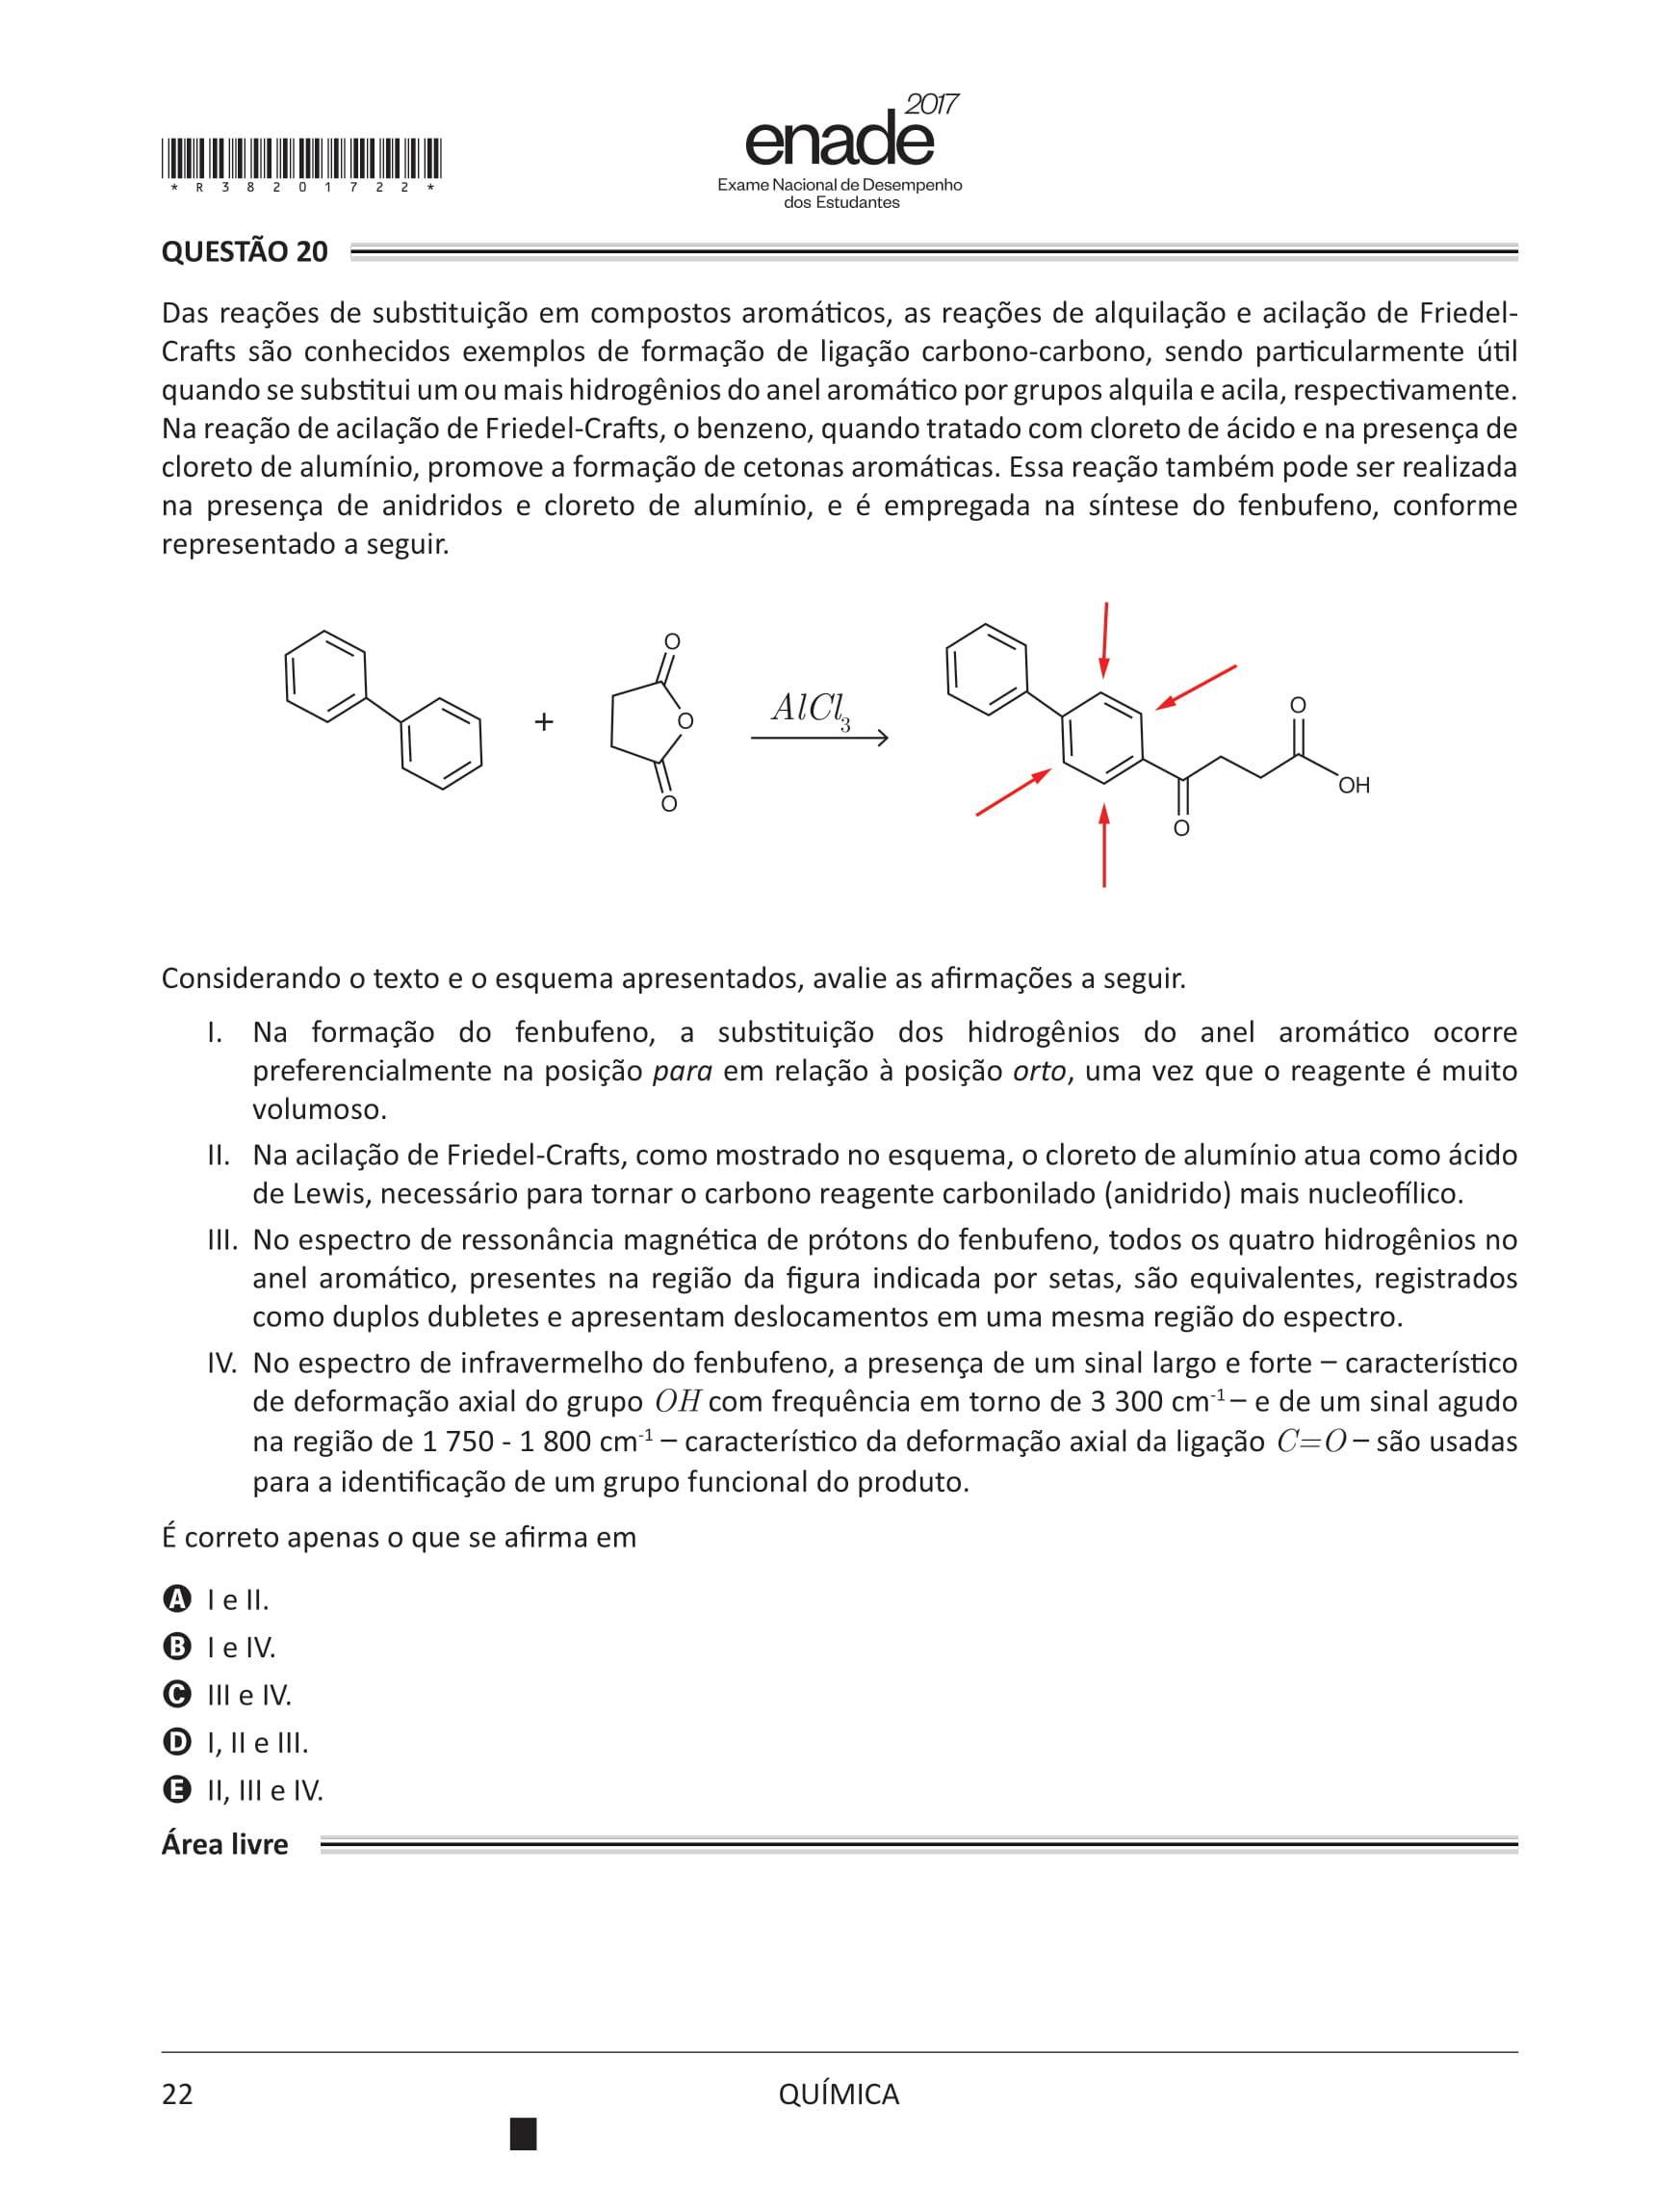 2017
enade
Exame Nacional de Desempenho
dos Estudantes
* R 3 8 2 0 1 7 2 2 *
QUESTÃO 20
Das reações de substituição em compostos aromáticos, as reações de alquilação e acilação de Friedel-
Crafts são conhecidos exemplos de formação de ligação carbono-carbono, sendo particularmente útil
quando se substitui um ou mais hidrogênios do anel aromático por grupos alquila e acila, respectivamente.
Na reação de acilação de Friedel-Crafts, o benzeno, quando tratado com cloreto de ácido e na presença de
cloreto de alumínio, promove a formação de cetonas aromáticas. Essa reação também pode ser realizada
na presença de anidridos e cloreto de alumínio, e é empregada na síntese do fenbufeno, conforme
representado a seguir.
+
O
O
O
AlCl3
O
OH
O
Considerando o texto e o esquema apresentados, avalie as afirmações a seguir.
I. Na formação do fenbufeno, a substituição dos hidrogênios do anel aromático ocorre
preferencialmente na posição para em relação à posição orto, uma vez que o reagente é muito
volumoso.
II. Na acilação de Friedel-Crafts, como mostrado no esquema, o cloreto de alumínio atua como ácido
de Lewis, necessário para tornar o carbono reagente carbonilado (anidrido) mais nucleofílico.
III. No espectro de ressonância magnética de prótons do fenbufeno, todos os quatro hidrogênios no
anel aromático, presentes na região da figura indicada por setas, são equivalentes, registrados
como duplos dubletes e apresentam deslocamentos em uma mesma região do espectro.
IV. No espectro de infravermelho do fenbufeno, a presença de um sinal largo e forte – característico
de deformação axial do grupo OH com frequência em torno de 3 300 cm-1 – e de um sinal agudo
na região de 1 750 - 1 800 cm-1 – característico da deformação axial da ligação C=O – são usadas
para a identificação de um grupo funcional do produto.
É correto apenas o que se afirma em
A I e II.
B I e IV.
C III e IV.
D I, II e III.
E II, III e IV.
Área livre
22
QUÍMICA